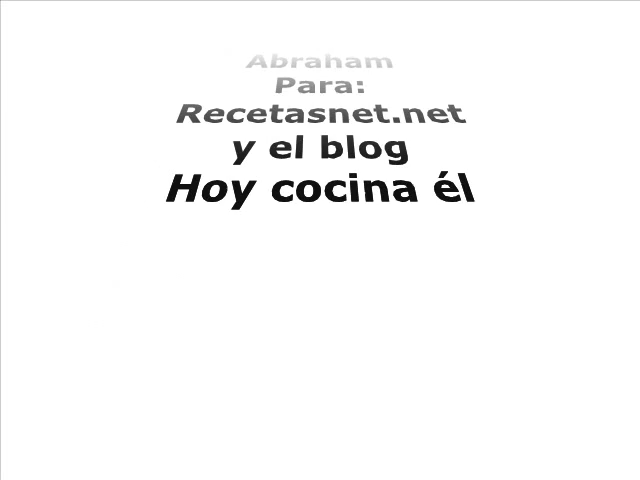 Abraham
Para:
Recetasnet.net
y el blog
Hoy cocina él